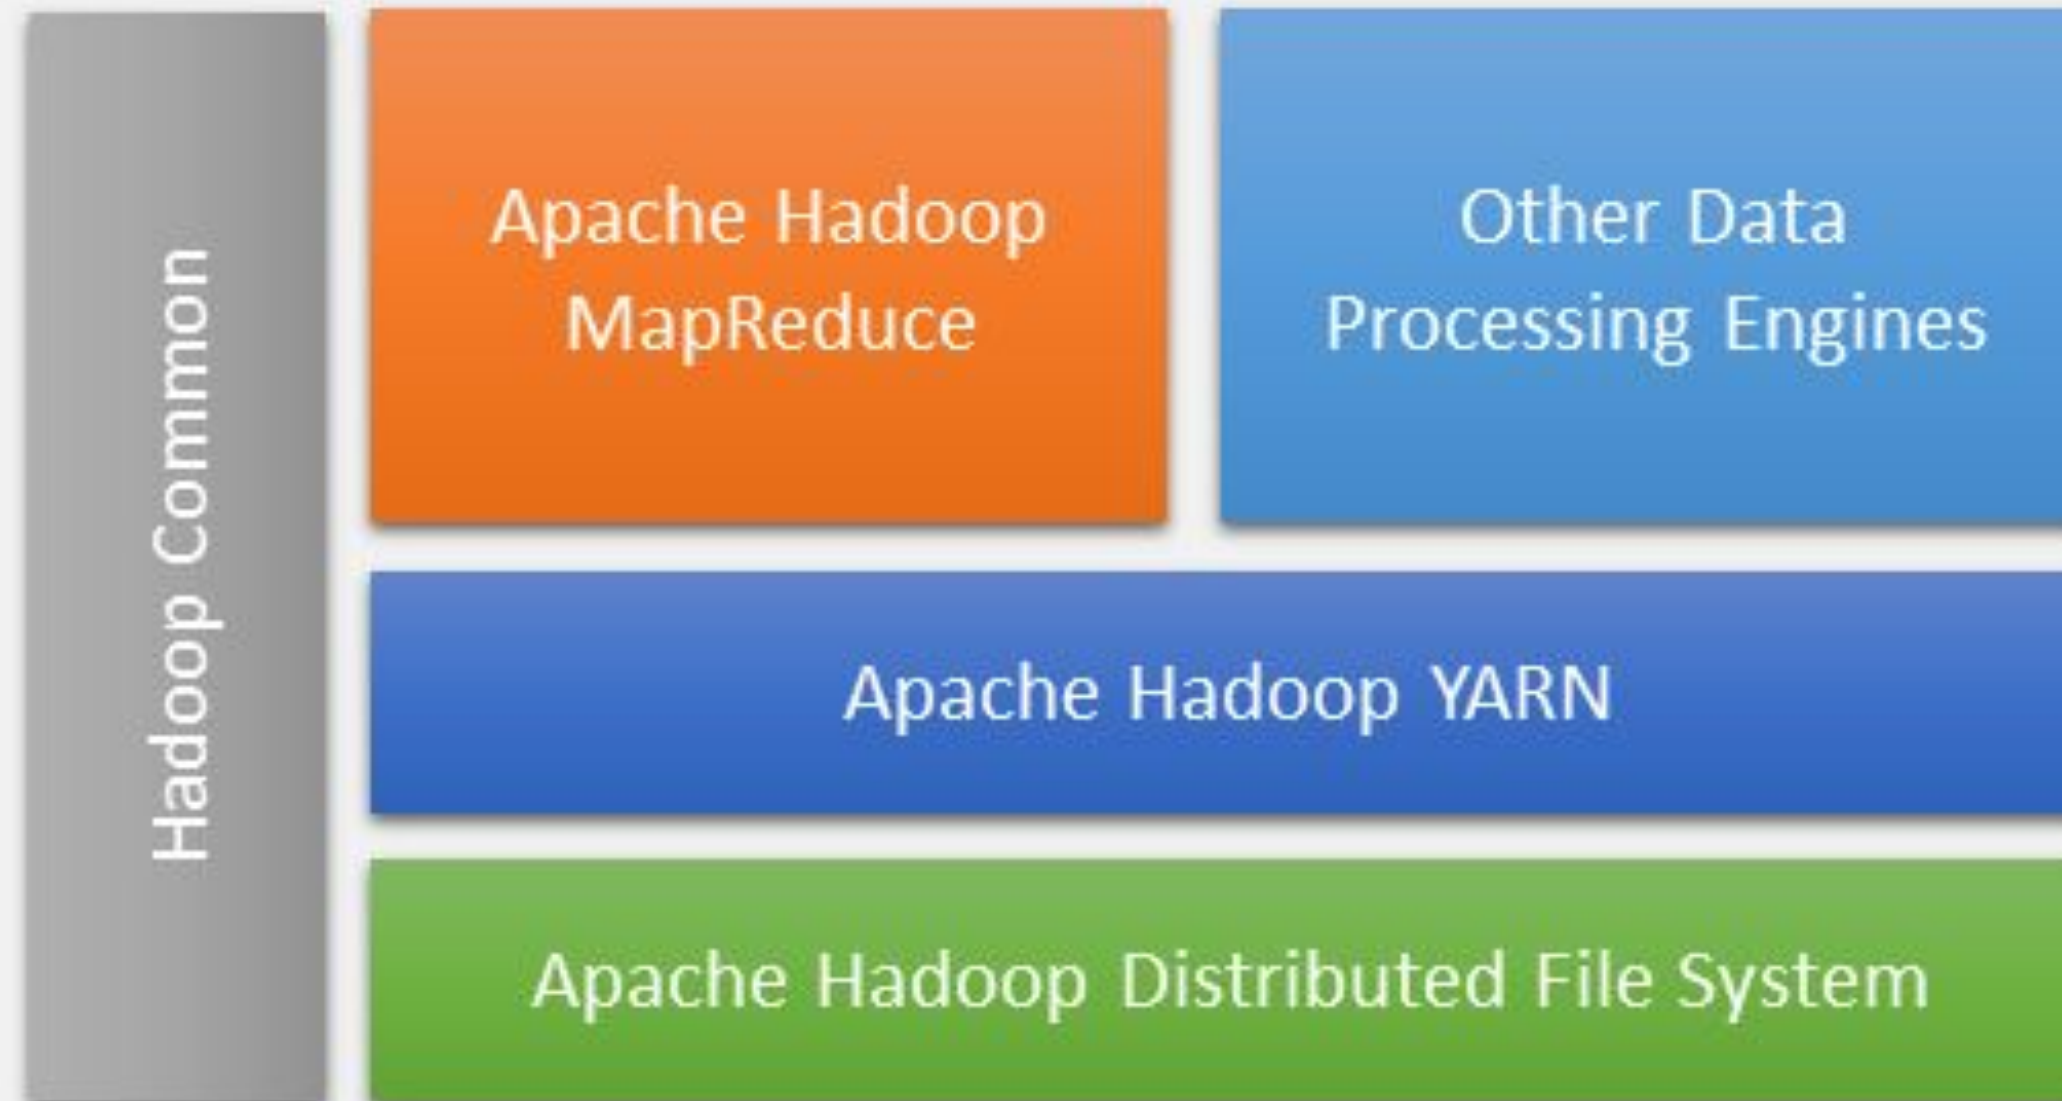 Hadoop Common
Apache Hadoop
MapReduce
Other Data
Processing Engines
Apache Hadoop YARN
Apache Hadoop Distributed File System